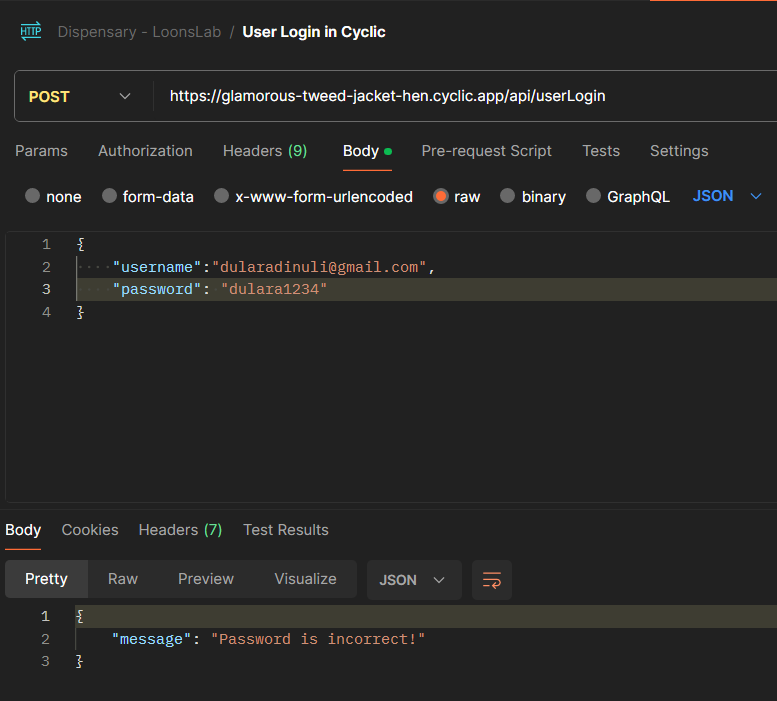 HTTP Dispensary - LoonsLab / User Login in Cyclic
POST https://glamorous-tweed-jacket-hen.cyclic.app/api/userLogin
Params Authorization Headers (9) Body Pre-request Script Tests Settings
none form-data x-www-form-urlencoded raw binary GraphQL JSON
1 {
2 "username":"dularadinuli@gmail.com",
3 "password": "dulara1234"
4 }
Body Cookies Headers (7) Test Results
Pretty Raw Preview Visualize JSON
1 {
2 "message": "Password is incorrect!"
3 }